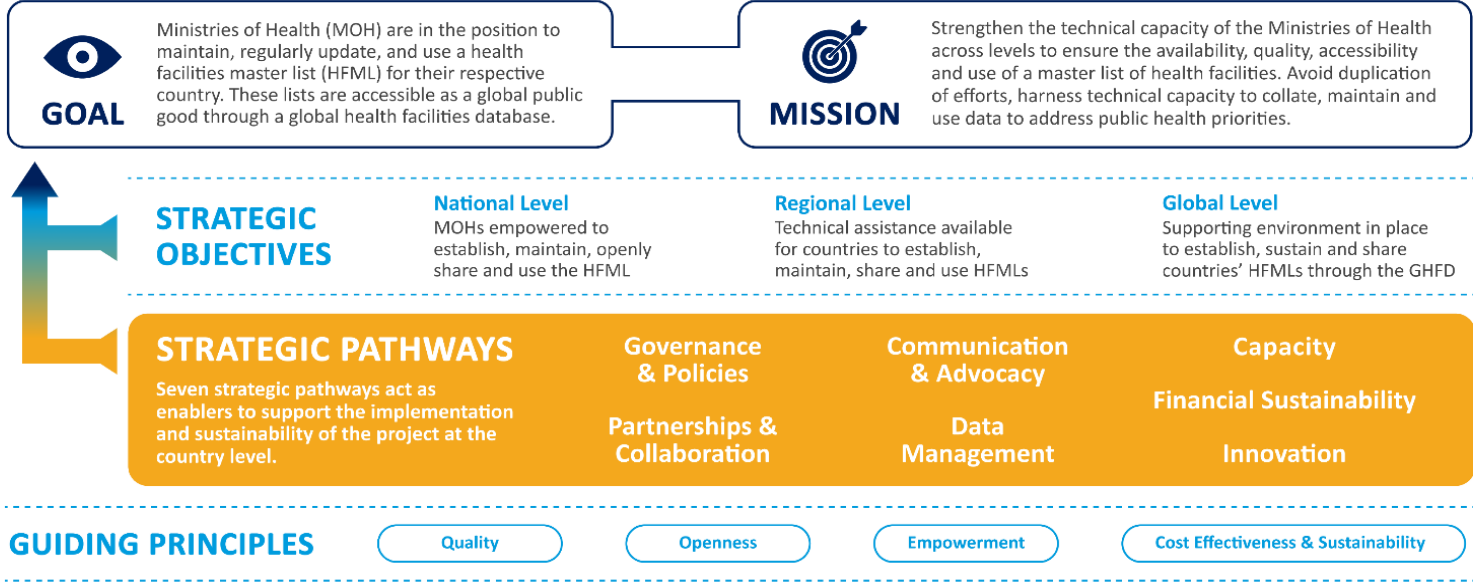 GOAL
Ministries of Health (MOH) are in the position to
maintain, regularly update, and use a health
facilities master list (HFML) for their respective
country. These lists are accessible as a global public
good through a global health facilities database.
MISSION
Strengthen the technical capacity of the Ministries of Health
across levels to ensure the availability, quality, accessibility
and use of a master list of health facilities. Avoid duplication
of efforts, harness technical capacity to collate, maintain and
use data to address public health priorities.
STRATEGIC
OBJECTIVES
National Level
MOHs empowered to
establish, maintain, openly
share and use the HFML
Regional Level
Technical assistance available
for countries to establish,
maintain, share and use HFMLs
Global Level
Supporting environment in place
to establish, sustain and share
countries’ HFMLs through the GHFD
STRATEGIC PATHWAYS
Seven strategic pathways act as
enablers to support the implementation
and sustainability of the project at the
country level.
Governance
& Policies
Partnerships &
Collaboration
Communication
& Advocacy
Data
Management
Capacity
Financial Sustainability
Innovation
GUIDING PRINCIPLES
Quality
Openness
Empowerment
Cost Effectiveness & Sustainability